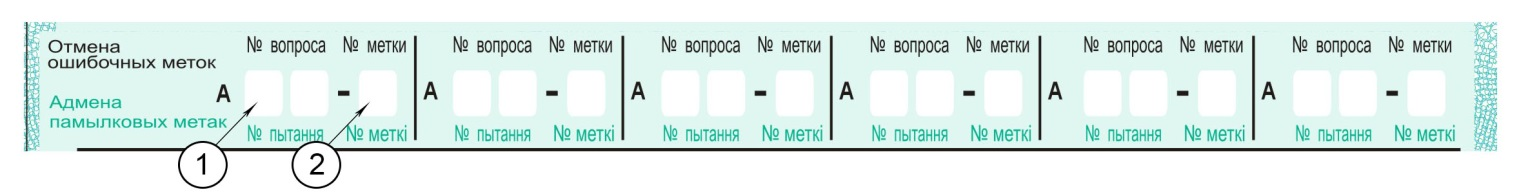 Отмена № вопроса № метки № вопроса № метки № вопроса № метки № вопроса № метки № вопроса № метки № вопроса № метки
ошибочных меток
А – А – А – А – А – А –
Адмена
памылковых метак № пытання № меткі № пытання № меткі № пытання № меткі № пытання № меткі № пытання № меткі № пытання № меткі
1 2